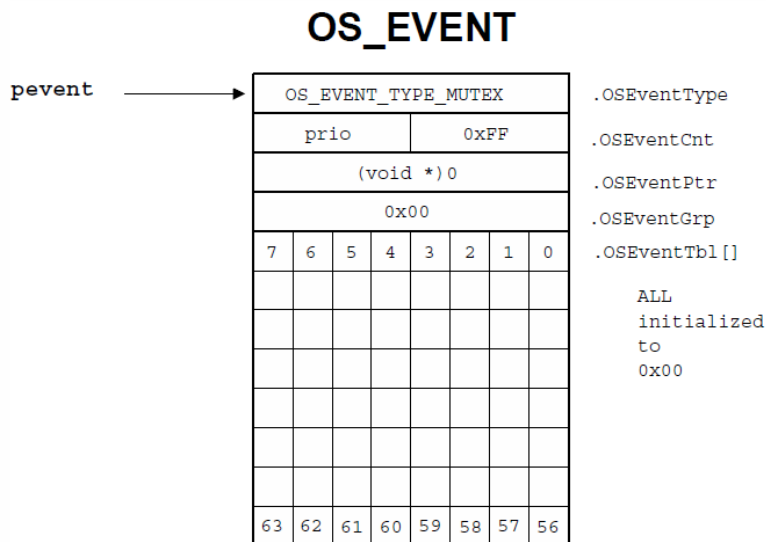 OS_EVENT
pevent
OS_EVENT_TYPE_MUTEX .OSEventType
prio 0xFF .OSEventCnt
(void *)0 .OSEventPtr
0x00 .OSEventGrp
7 6 5 4 3 2 1 0 .OSEventTbl[]
ALL
initialized
to
0x00
63 62 61 60 59 58 57 56